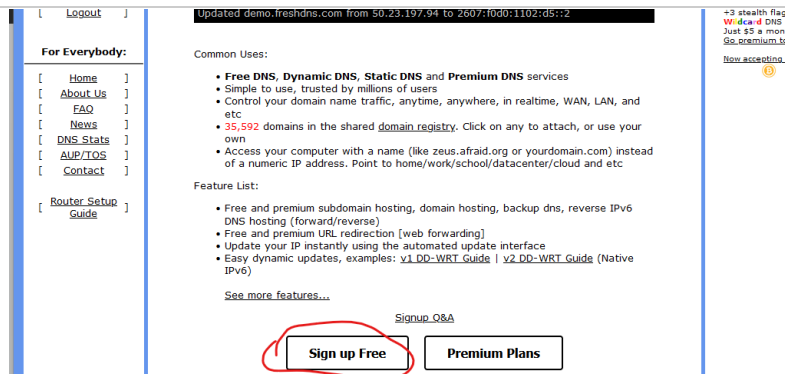 [ Logout ]
For Everybody:
[ Home ]
[ About Us ]
[ FAQ ]
[ News ]
[ DNS Stats ]
[ AUP/TOS ]
[ Contact ]
[ Router Setup
Guide ]
Updated demo.freshdns.com from 50.23.197.94 to 2607:f0d0:1102:d5::2
Common Uses:
• Free DNS, Dynamic DNS, Static DNS and Premium DNS services
• Simple to use, trusted by millions of users
• Control your domain name traffic, anytime, anywhere, in realtime, WAN, LAN, and
etc
• 35,592 domains in the shared domain registry. Click on any to attach, or use your
own
• Access your computer with a name (like zeus.afraid.org or yourdomain.com) instead
of a numeric IP address. Point to home/work/school/datacenter/cloud and etc
Feature List:
• Free and premium subdomain hosting, domain hosting, backup dns, reverse IPv6
DNS hosting (forward/reverse)
• Free and premium URL redirection [web forwarding]
• Update your IP instantly using the automated update interface
• Easy dynamic updates, examples: v1 DD-WRT Guide | v2 DD-WRT Guide (Native
IPv6)
See more features...
Signup Q&A
Sign up Free
Premium Plans
+3 stealth flag
Wildcard DNS
Just $5 a mon
Go premium to
Now accepting